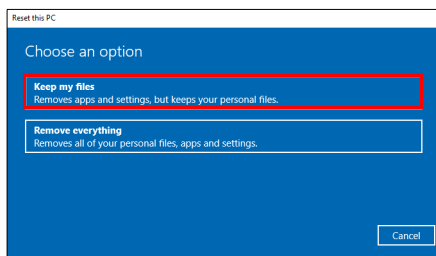 Reset this PC
Choose an option
Keep my files
Removes apps and settings, but keeps your personal files.
Remove everything
Removes all of your personal files, apps and settings.
Cancel